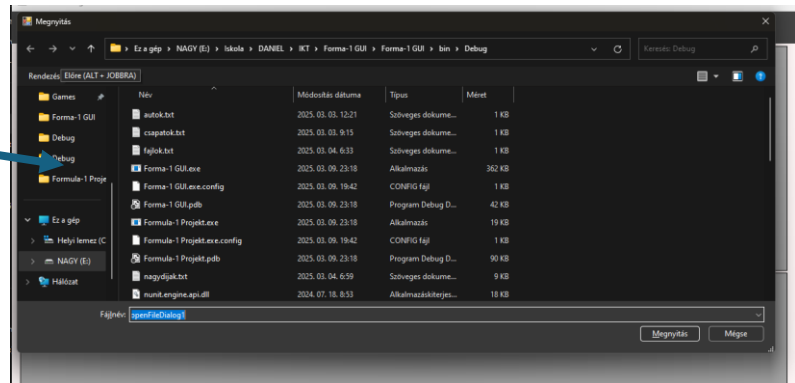 Megnyitás
Ez a gép > NAGY (E:) > Iskola > DANIEL > IKT > Forma-1 GUI > Forma-1 GUI > bin > Debug
Keresés: Debug
Rendezés
Előre (ALT + JOBBRA)
Games
Forma-1 GUI
Debug
Debug
Formula-1 Proje
Ez a gép
Helyi lemez (C
NAGY (E:)
Hálózat
Név Módosítás dátuma Típus Méret
autok.txt 2025. 03. 03. 12:21 Szöveges dokume... 1 KB
csapatok.txt 2025. 03. 03. 9:15 Szöveges dokume... 1 KB
fajlok.txt 2025. 03. 04. 6:33 Szöveges dokume... 1 KB
Forma-1 GUI.exe 2025. 03. 09. 23:18 Alkalmazás 362 KB
Forma-1 GUI.exe.config 2025. 03. 09. 19:42 CONFIG fájl 1 KB
Forma-1 GUI.pdb 2025. 03. 09. 23:18 Program Debug D... 42 KB
Formula-1 Projekt.exe 2025. 03. 09. 23:18 Alkalmazás 19 KB
Formula-1 Projekt.exe.config 2025. 03. 09. 19:42 CONFIG fájl 1 KB
Formula-1 Projekt.pdb 2025. 03. 09. 23:18 Program Debug D... 90 KB
nagydijak.txt 2025. 03. 04. 6:59 Szöveges dokume... 9 KB
nunit.engine.api.dll 2024. 07. 18. 8:53 Alkalmazáskiterjes... 18 KB
Fájlnév: openFileDialog1
Megnyitás Mégse